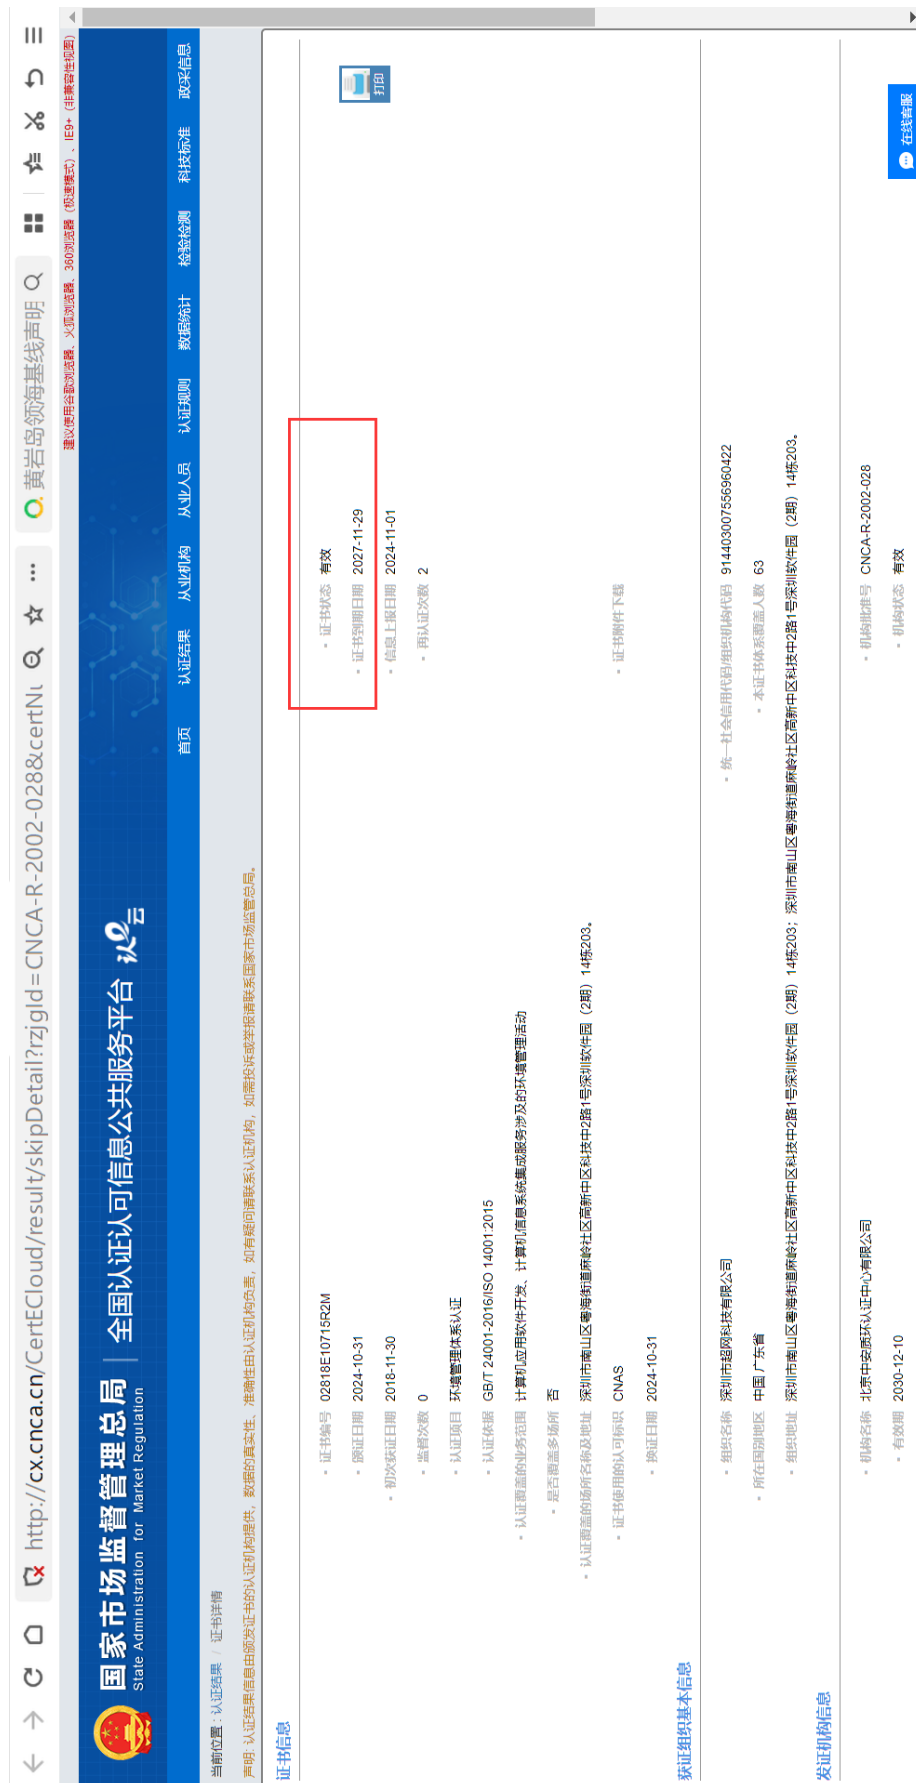 http://cx.cnca.cn/CertECloud/result/skipDetail?rzjgId=CNCA-R-2002-028&certNu
黄岩岛领海基线声明
建议使用谷歌浏览器、火狐浏览器、360浏览器（极速模式）、IE9+（非兼容性视图）
国家市场监督管理总局
State Administration for Market Regulation
全国认证认可信息公共服务平台
认e云
首页 认证结果 从业机构 从业人员 认证规则 数据统计 检验检测 科技标准 政采信息
当前位置：认证结果 / 证书详情
声明: 认证结果信息由颁发证书的认证机构提供，数据的真实性、准确性由认证机构负责，如有疑问请联系认证机构，如需投诉或举报请联系国家市场监管总局。
证书信息
证书编号 02818E10715R2M 证书状态 有效
颁证日期 2024-10-31 证书到期日期 2027-11-29
打印
初次获证日期 2018-11-30 信息上报日期 2024-11-01
监督次数 0 再认证次数 2
认证项目 环境管理体系认证
认证依据 GB/T 24001-2016/ISO 14001:2015
认证覆盖的业务范围 计算机应用软件开发、计算机信息系统集成服务涉及的环境管理活动
是否覆盖多场所 否
认证覆盖的场所名称及地址 深圳市南山区粤海街道麻岭社区高新中区科技中2路1号深圳软件园（2期）14栋203。
证书使用的认可标识 CNAS 证书附件下载
换证日期 2024-10-31
获证组织基本信息
组织名称 深圳市超网科技有限公司 统一社会信用代码/组织机构代码 914403007556960422
所在国别地区 中国 广东省 本证书体系覆盖人数 63
组织地址 深圳市南山区粤海街道麻岭社区高新中区科技中2路1号深圳软件园（2期）14栋203；深圳市南山区粤海街道麻岭社区高新中区科技中2路1号深圳软件园（2期）14栋203。
发证机构信息
机构名称 北京中安质环认证中心有限公司 机构批准号 CNCA-R-2002-028
有效期 2030-12-10 机构状态 有效
在线客服